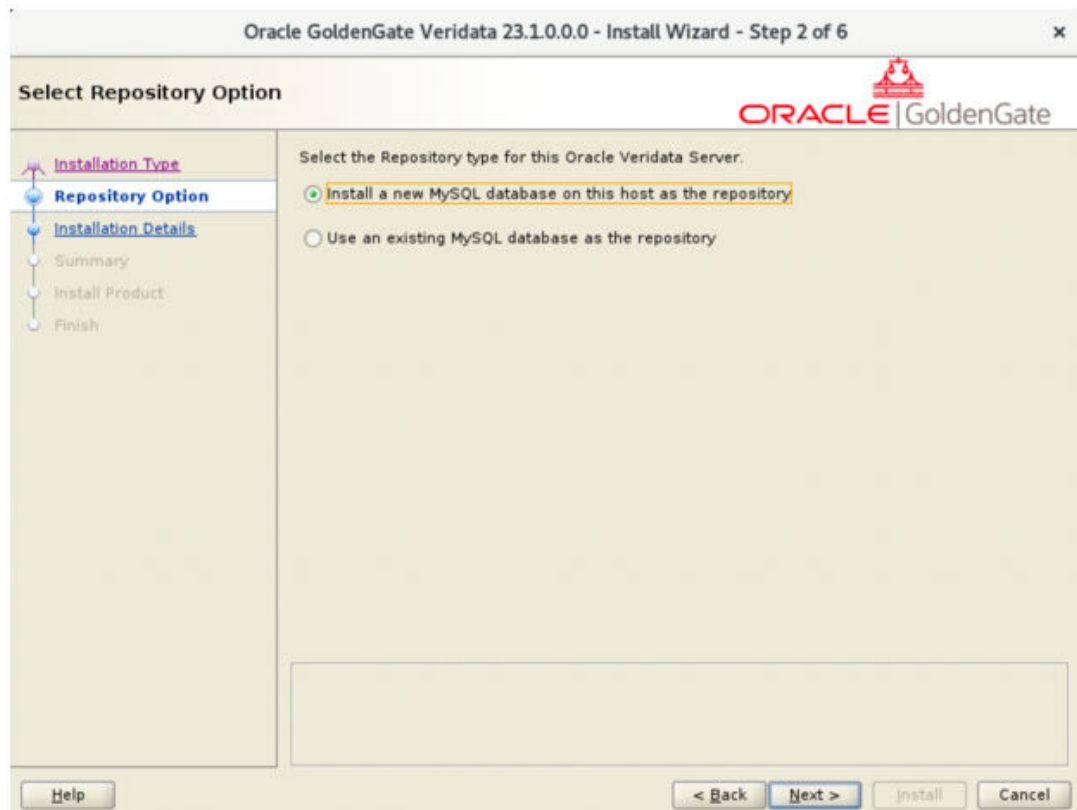 Oracle GoldenGate Veridata 23.1.0.0.0 - Install Wizard - Step 2 of 6
Select Repository Option
ORACLE | GoldenGate
Installation Type
Repository Option
Installation Details
Summary
Install Product
Finish
Select the Repository type for this Oracle Veridata Server.
Install a new MySQL database on this host as the repository
Use an existing MySQL database as the repository
Help
< Back
Next >
Install
Cancel